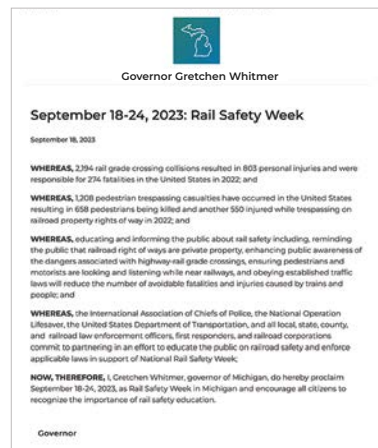 Governor Gretchen Whitmer
September 18-24, 2023: Rail Safety Week
September 18, 2023
WHEREAS, 2,194 rail grade crossing collisions resulted in 803 personal injuries and were
responsible for 274 fatalities in the United States in 2022; and
WHEREAS, 1,208 pedestrian trespassing casualties have occurred in the United States
resulting in 658 pedestrians being killed and another 550 injured while trespassing on
railroad property rights of way in 2022; and
WHEREAS, educating and informing the public about rail safety including, reminding
the public that railroad right of ways are private property, enhancing public awareness of
the dangers associated with highway-rail grade crossings, ensuring pedestrians and
motorists are looking and listening while near railways, and obeying established traffic
laws will reduce the number of avoidable fatalities and injuries caused by trains and
people; and
WHEREAS, the International Association of Chiefs of Police, the National Operation
Lifesaver, the United States Department of Transportation, and all local, state, county,
and railroad law enforcement officers, first responders, and railroad corporations
commit to partnering in an effort to educate the public on railroad safety and enforce
applicable laws in support of National Rail Safety Week;
NOW, THEREFORE, I, Gretchen Whitmer, governor of Michigan, do hereby proclaim
September 18-24, 2023, as Rail Safety Week in Michigan and encourage all citizens to
recognize the importance of rail safety education.
Governor